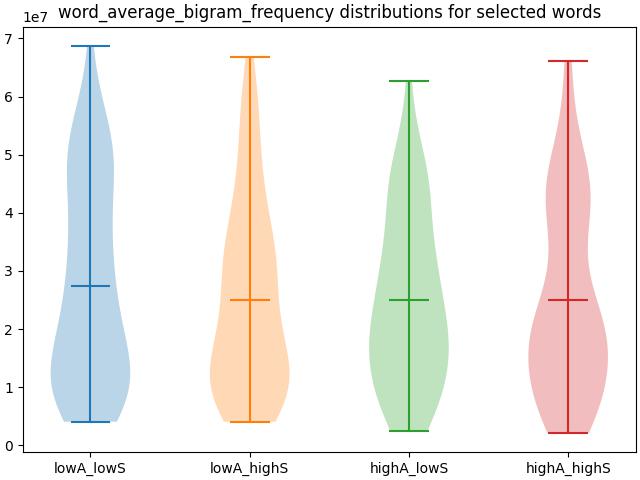 word_average_bigram_frequency distributions for selected words
1e7
7
6
5
4
3
2
1
0
lowA_lowS lowA_highS highA_lowS highA_highS